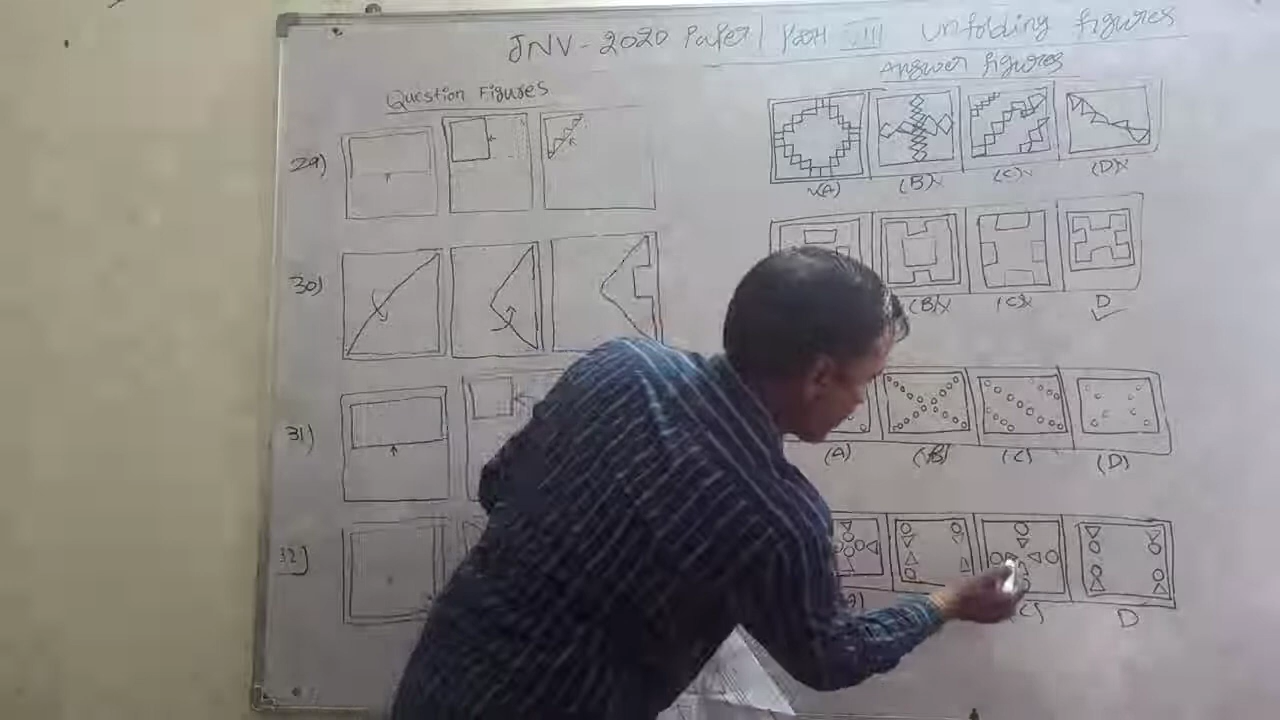 JNV - 2020 Paper / Part III Unfolding figures
Question Figures
Answer figures
29)
(A) (B) (C) (D)
30)
(B) (C) D
31)
(A) (B) (C) (D)
32)
(C) D